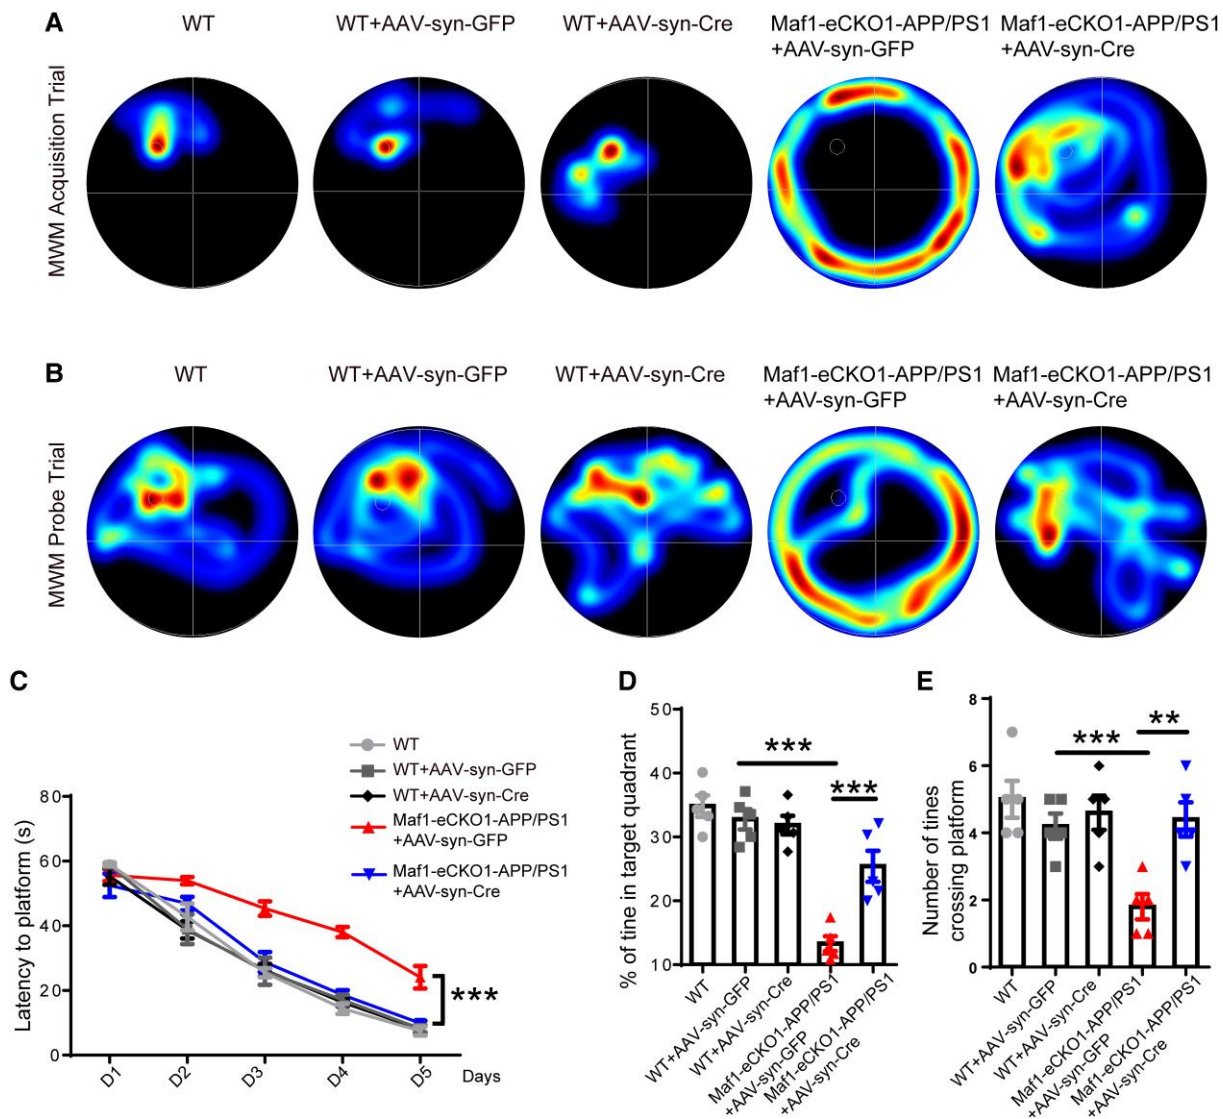 A
WT
WT+AAV-syn-GFP
WT+AAV-syn-Cre
Maf1-eCKO1-APP/PS1
+AAV-syn-GFP
Maf1-eCKO1-APP/PS1
+AAV-syn-Cre
MWM Acquisition Trial
B
WT
WT+AAV-syn-GFP
WT+AAV-syn-Cre
Maf1-eCKO1-APP/PS1
+AAV-syn-GFP
Maf1-eCKO1-APP/PS1
+AAV-syn-Cre
MWM Probe Trial
C
WT
WT+AAV-syn-GFP
WT+AAV-syn-Cre
Maf1-eCKO1-APP/PS1
+AAV-syn-GFP
Maf1-eCKO1-APP/PS1
+AAV-syn-Cre
Latency to platform (s)
80
60
40
20
0
***
D1
D2
D3
D4
D5
Days
D
% of tine in target quadrant
50
40
30
20
10
***
***
WT
WT+AAV-syn-GFP
WT+AAV-syn-Cre
Maf1-eCKO1-APP/PS1
+AAV-syn-GFP
Maf1-eCKO1-APP/PS1
+AAV-syn-Cre
E
Number of tines
crossing platform
8
6
4
2
0
***
**
WT
WT+AAV-syn-GFP
WT+AAV-syn-Cre
Maf1-eCKO1-APP/PS1
+AAV-syn-GFP
Maf1-eCKO1-APP/PS1
+AAV-syn-Cre